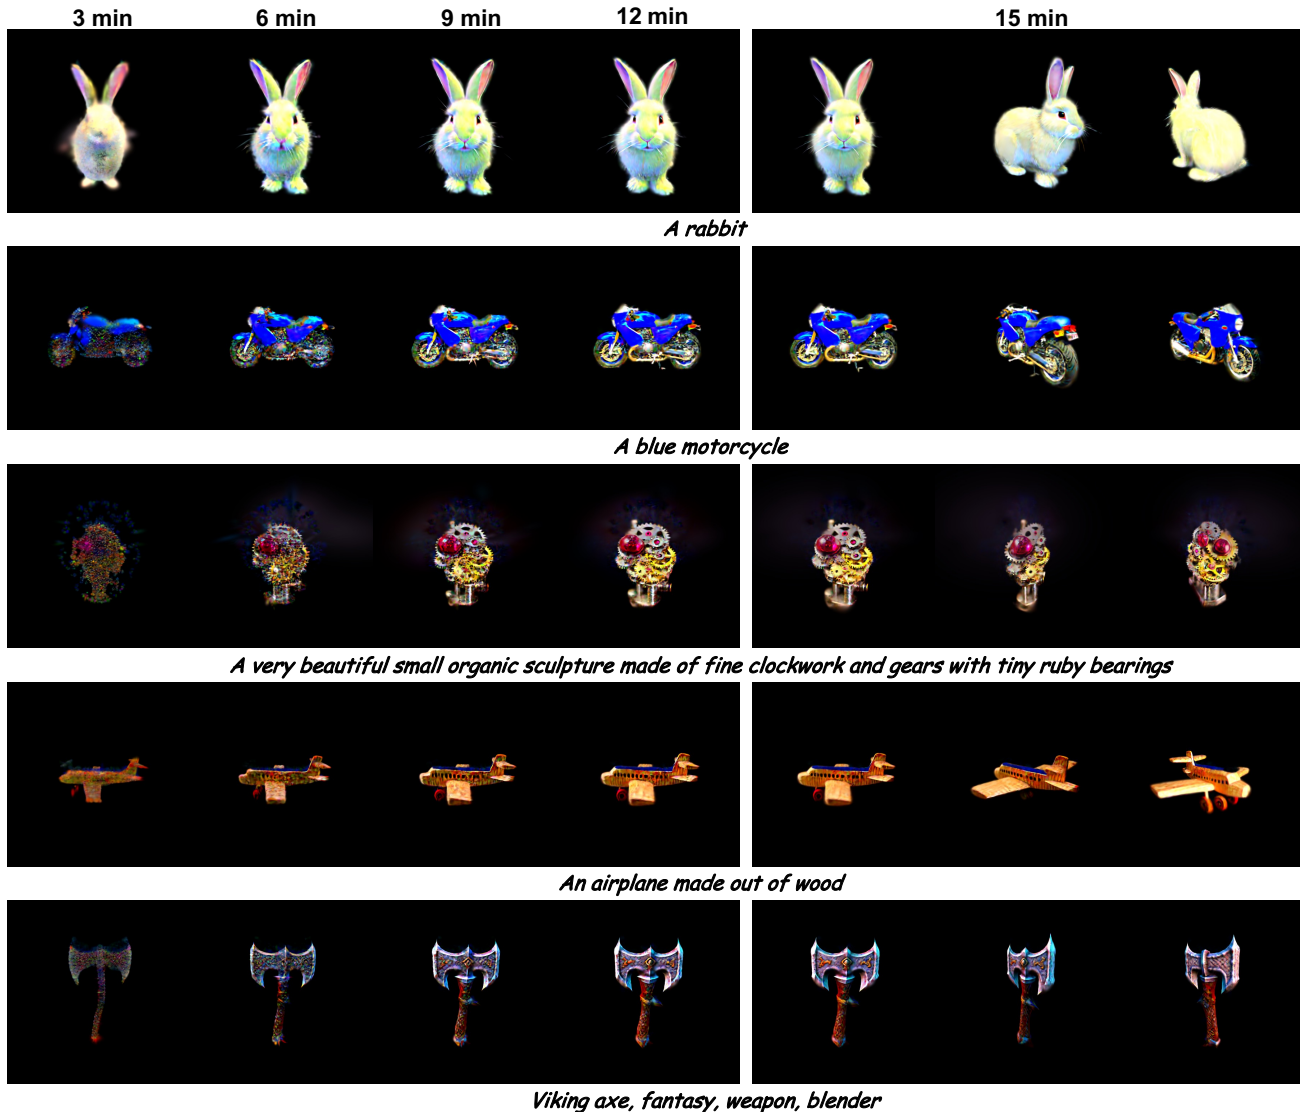 3 min 6 min 9 min 12 min 15 min
A rabbit
A blue motorcycle
A very beautiful small organic sculpture made of fine clockwork and gears with tiny ruby bearings
An airplane made out of wood
Viking axe, fantasy, weapon, blender